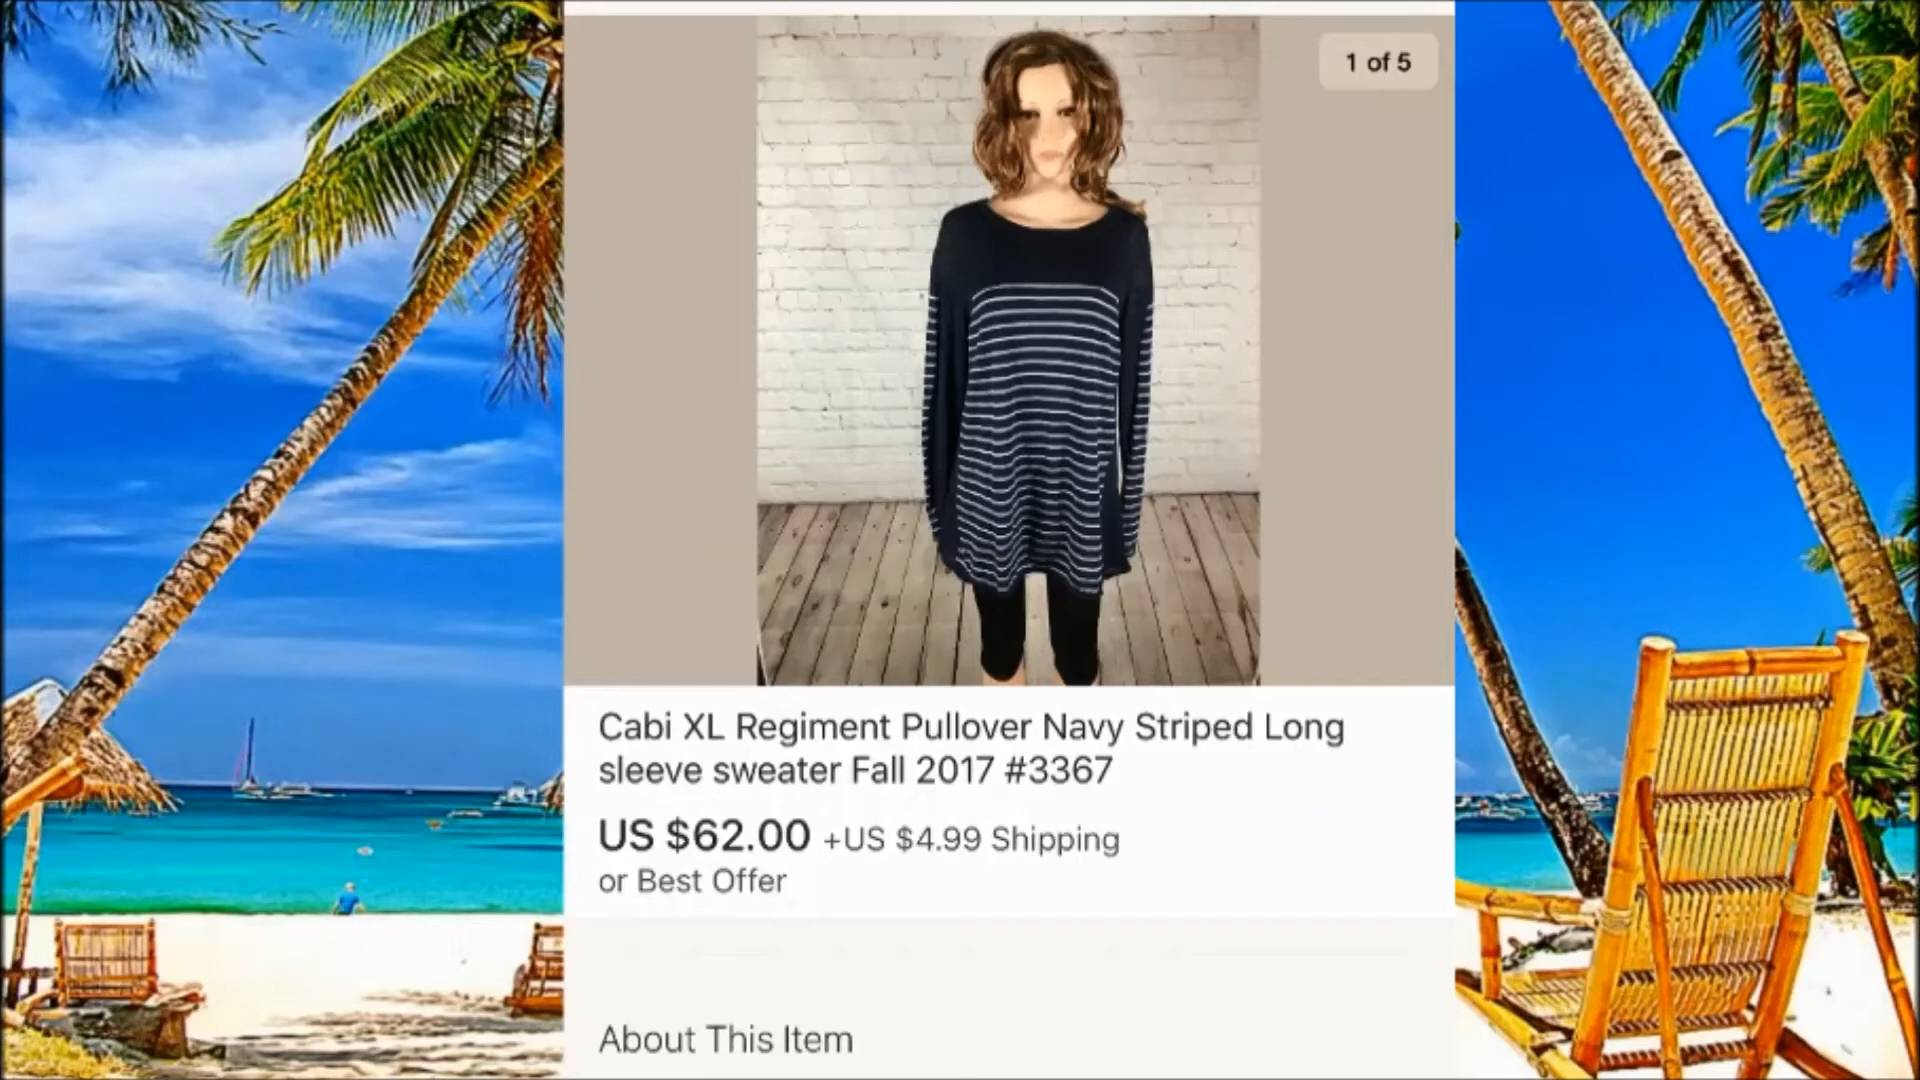 1 of 5
Cabi XL Regiment Pullover Navy Striped Long
sleeve sweater Fall 2017 #3367
US $62.00 +US $4.99 Shipping
or Best Offer
About This Item